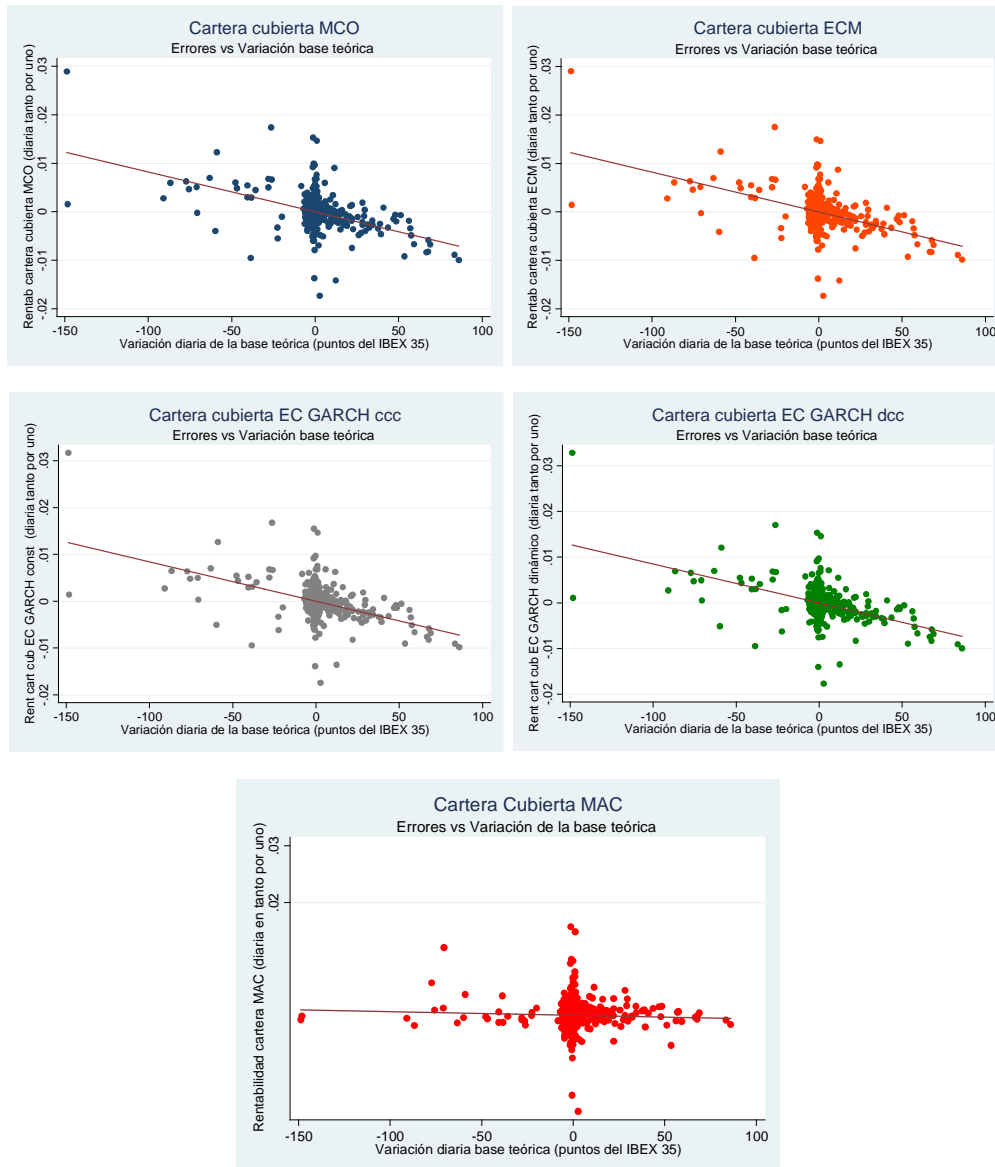 Cartera cubierta MCO
Errores vs Variación base teórica
Rentab cartera cubierta MCO (diaria tanto por uno)
.03
.02
.01
0
-.01
-.02
-150
-100
-50
0
50
100
Variación diaria de la base teórica (puntos del IBEX 35)
Cartera cubierta ECM
Errores vs Variación base teórica
Rentab cartera cubierta ECM (diaria tanto por uno)
.03
.02
.01
0
-.01
-.02
-150
-100
-50
0
50
100
Variación diaria de la base teórica (puntos del IBEX 35)
Cartera cubierta EC GARCH ccc
Errores vs Variación base teórica
Rent cart cub EC GARCH const (diaria tanto por uno)
.03
.02
.01
0
-.01
-.02
-150
-100
-50
0
50
100
Variación diaria de la base teórica (puntos del IBEX 35)
Cartera cubierta EC GARCH dcc
Errores vs Variación base teórica
Rent cart cub EC GARCH dinámico (diaria tanto por uno)
.03
.02
.01
0
-.01
-.02
-150
-100
-50
0
50
100
Variación diaria de la base teórica (puntos del IBEX 35)
Cartera Cubierta MAC
Errores vs Variación de la base teórica
Rentabilidad cartera MAC (diaria en tanto por uno)
.03
.02
-150
-100
-50
0
50
100
Variación diaria base teórica (puntos del IBEX 35)